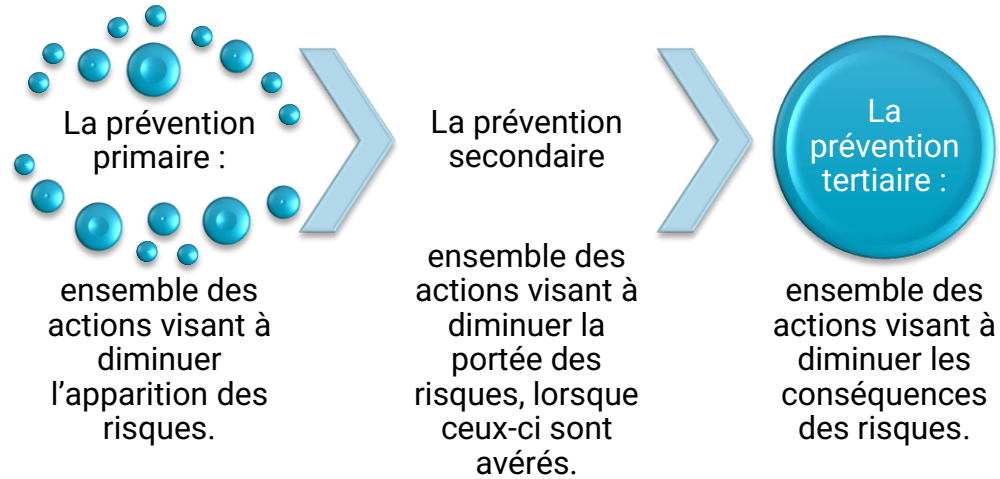 La prévention
primaire :
ensemble des
actions visant à
diminuer
l’apparition des
risques.
La prévention
secondaire
ensemble des
actions visant à
diminuer la
portée des
risques, lorsque
ceux-ci sont
avérés.
La
prévention
tertiaire :
ensemble des
actions visant à
diminuer les
conséquences
des risques.